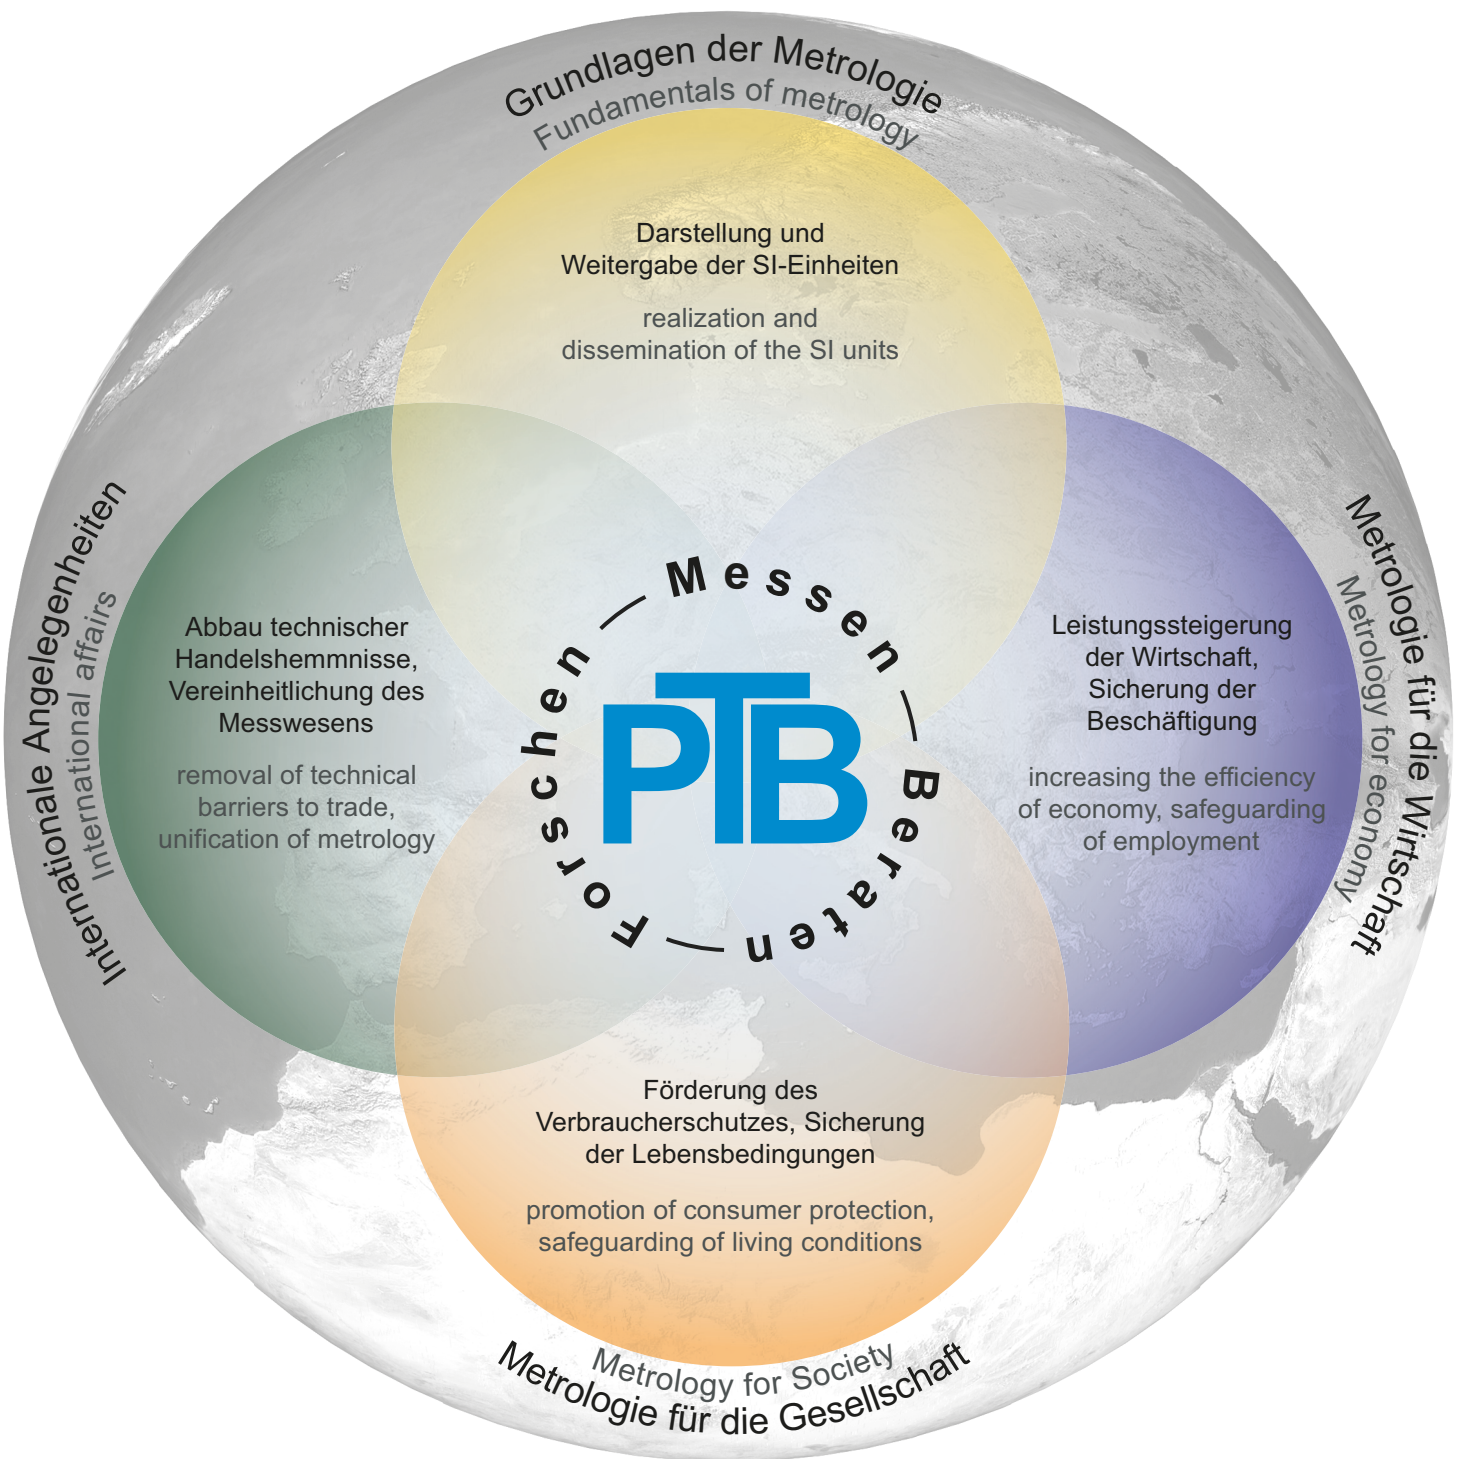 Grundlagen der Metrologie
Fundamentals of metrology
Darstellung und
Weitergabe der SI-Einheiten
realization and
dissemination of the SI units
Internationale Angelegenheiten
International affairs
Abbau technischer
Handelshemmnisse,
Vereinheitlichung des
Messwesens
removal of technical
barriers to trade,
unification of metrology
Messen – Beraten – Forschen –
PTB
Leistungssteigerung
der Wirtschaft,
Sicherung der
Beschäftigung
increasing the efficiency
of economy, safeguarding
of employment
Metrologie für die Wirtschaft
Metrology for economy
Förderung des
Verbraucherschutzes, Sicherung
der Lebensbedingungen
promotion of consumer protection,
safeguarding of living conditions
Metrology for Society
Metrologie für die Gesellschaft